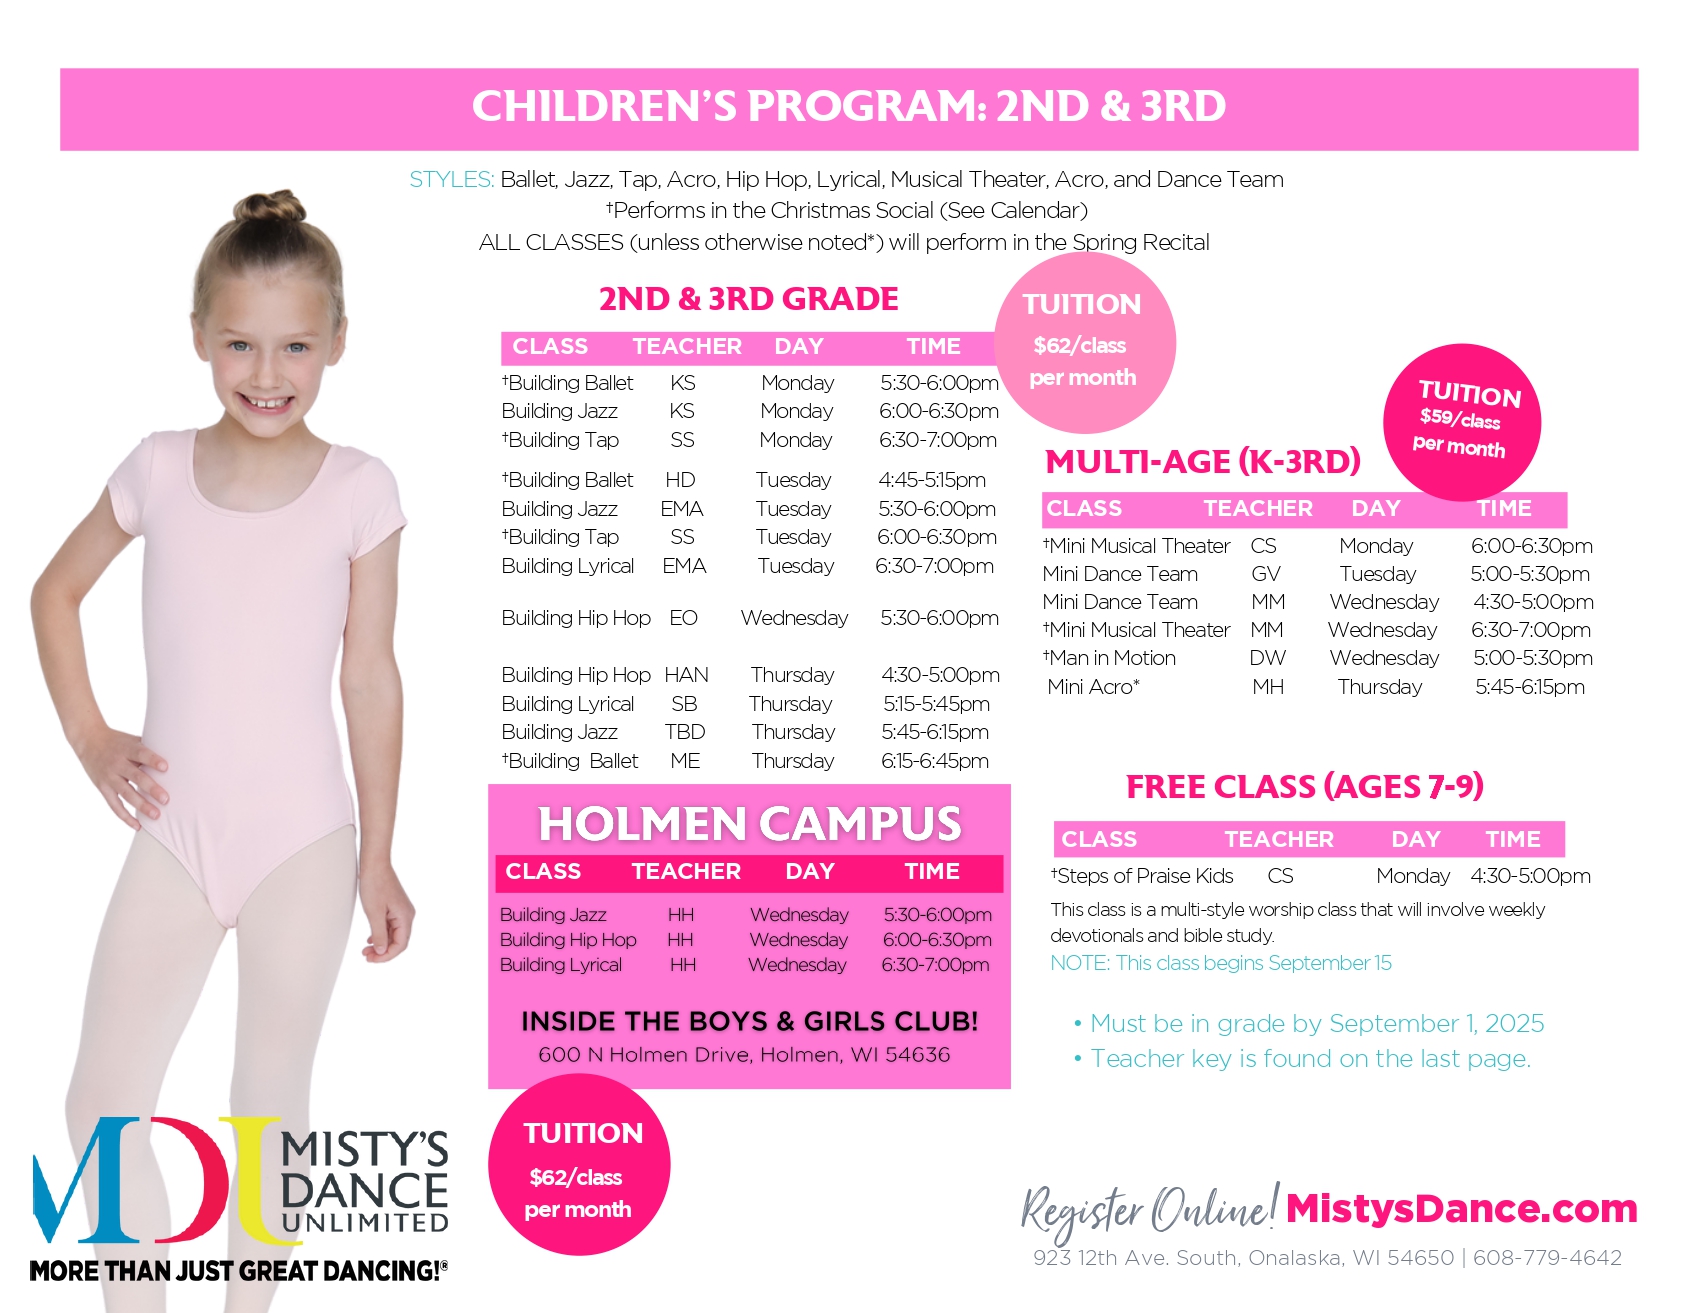 CHILDREN'S PROGRAM: 2ND & 3RD
STYLES: Ballet, Jazz, Tap, Acro, Hip Hop, Lyrical, Musical Theater, Acro, and Dance Team
†Performs in the Christmas Social (See Calendar)
ALL CLASSES (unless otherwise noted*) will perform in the Spring Recital
2ND & 3RD GRADE
CLASS TEACHER DAY TIME
†Building Ballet KS Monday 5:30-6:00pm
Building Jazz KS Monday 6:00-6:30pm
†Building Tap SS Monday 6:30-7:00pm
†Building Ballet HD Tuesday 4:45-5:15pm
Building Jazz EMA Tuesday 5:30-6:00pm
†Building Tap SS Tuesday 6:00-6:30pm
Building Lyrical EMA Tuesday 6:30-7:00pm
Building Hip Hop EO Wednesday 5:30-6:00pm
Building Hip Hop HAN Thursday 4:30-5:00pm
Building Lyrical SB Thursday 5:15-5:45pm
Building Jazz TBD Thursday 5:45-6:15pm
†Building Ballet ME Thursday 6:15-6:45pm
TUITION
$62/class
per month
HOLMEN CAMPUS
CLASS TEACHER DAY TIME
Building Jazz HH Wednesday 5:30-6:00pm
Building Hip Hop HH Wednesday 6:00-6:30pm
Building Lyrical HH Wednesday 6:30-7:00pm
INSIDE THE BOYS & GIRLS CLUB!
600 N Holmen Drive, Holmen, WI 54636
TUITION
$62/class
per month
TUITION
$59/class
per month
MULTI-AGE (K-3RD)
CLASS TEACHER DAY TIME
†Mini Musical Theater CS Monday 6:00-6:30pm
Mini Dance Team GV Tuesday 5:00-5:30pm
Mini Dance Team MM Wednesday 4:30-5:00pm
†Mini Musical Theater MM Wednesday 6:30-7:00pm
†Man in Motion DW Wednesday 5:00-5:30pm
Mini Acro* MH Thursday 5:45-6:15pm
FREE CLASS (AGES 7-9)
CLASS TEACHER DAY TIME
†Steps of Praise Kids CS Monday 4:30-5:00pm
This class is a multi-style worship class that will involve weekly
devotionals and bible study.
NOTE: This class begins September 15
• Must be in grade by September 1, 2025
• Teacher key is found on the last page.
MDU
MISTY'S
DANCE
UNLIMITED
MORE THAN JUST GREAT DANCING!®
Register Online! MistysDance.com
923 12th Ave. South, Onalaska, WI 54650 | 608-779-4642